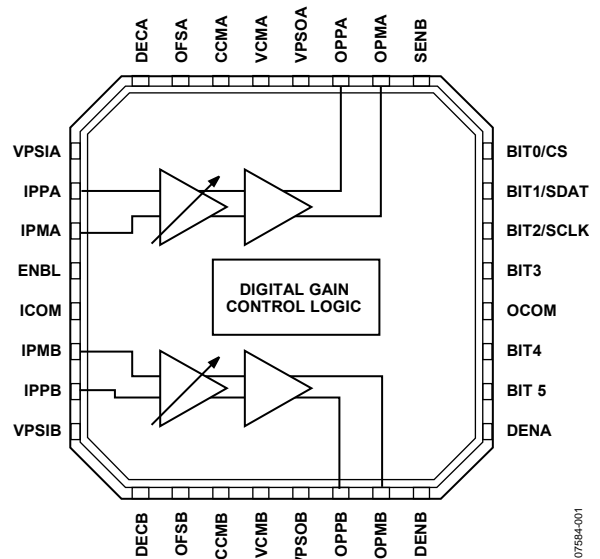 DECA
OFSA
CCMA
VCMA
VPSOA
OPPA
OPMA
SENB
VPSIA
IPPA
IPMA
ENBL
ICOM
IPMB
IPPB
VPSIB
DIGITAL GAIN
CONTROL LOGIC
BIT0/CS
BIT1/SDAT
BIT2/SCLK
BIT3
OCOM
BIT4
BIT 5
DENA
DECB
OFSB
CCMB
VCMB
VPSOB
OPPB
OPMB
DENB
07584-001